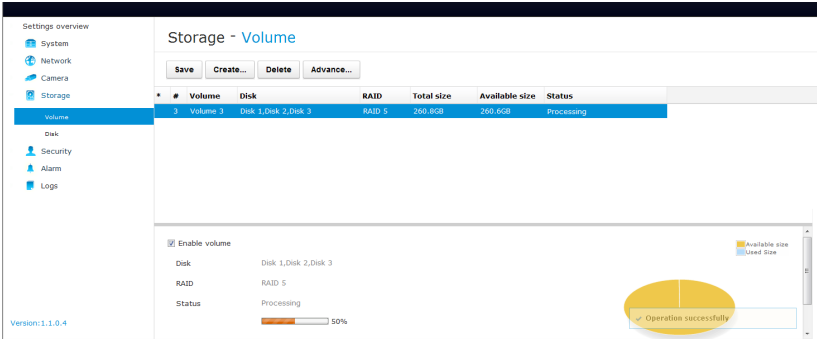 Settings overview
System
Network
Camera
Storage
Volume
Disk
Security
Alarm
Logs
Version:1.1.0.4
Storage - Volume
Save Create... Delete Advance...
* # Volume Disk RAID Total size Available size Status
3 Volume 3 Disk 1,Disk 2,Disk 3 RAID 5 260.8GB 260.6GB Processing
Enable volume
Disk Disk 1,Disk 2,Disk 3
RAID RAID 5
Status Processing
50%
Available size
Used Size
Operation successfully